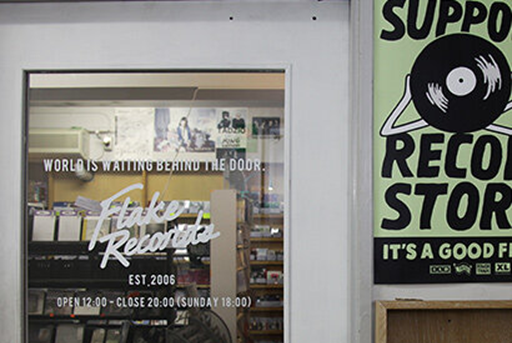 WORLD IS WAITING BEHIND THE DOOR.
Flake
Records
EST.2006
OPEN 12:00 - CLOSE 20:00 (SUNDAY 18:00)
SUPPO
RECO
STOR
IT'S A GOOD F
XL